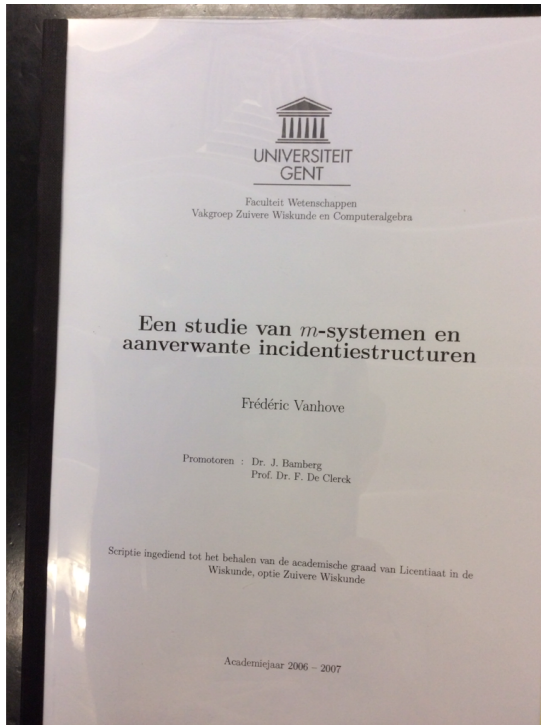 UNIVERSITEIT
GENT
Faculteit Wetenschappen
Vakgroep Zuivere Wiskunde en Computeralgebra
Een studie van m-systemen en
aanverwante incidentiestructuren
Frédéric Vanhove
Promotoren : Dr. J. Bamberg
Prof. Dr. F. De Clerck
Scriptie ingediend tot het behalen van de academische graad van Licentiaat in de
Wiskunde, optie Zuivere Wiskunde
Academiejaar 2006 – 2007